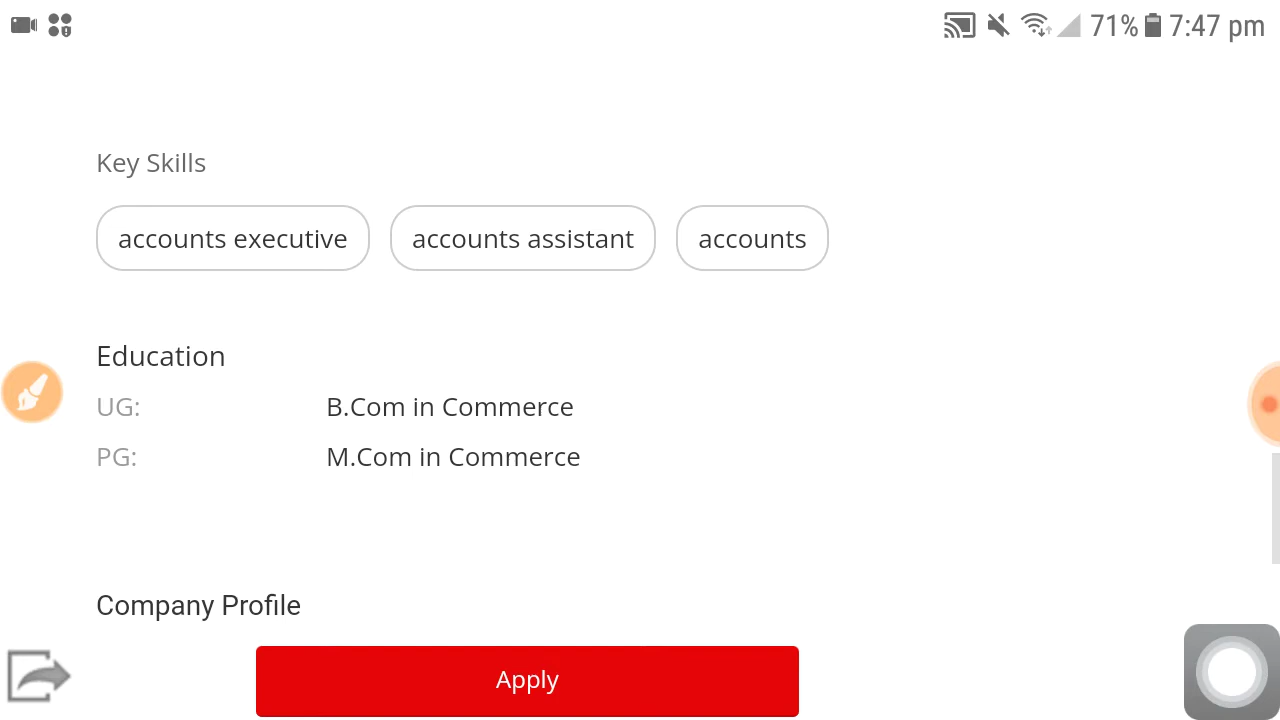 71% 7:47 pm
Key Skills
accounts executive accounts assistant accounts
Education
UG: B.Com in Commerce
PG: M.Com in Commerce
Company Profile
Apply